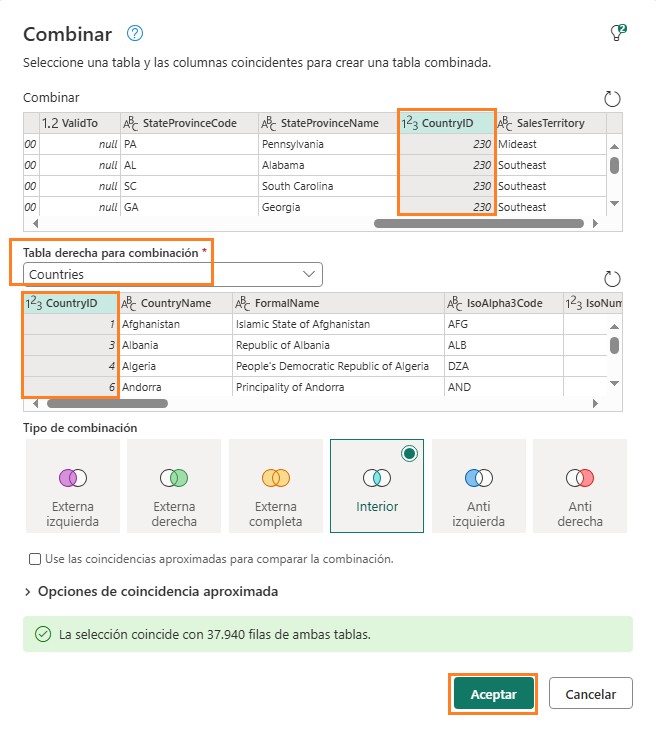 Combinar
2
Seleccione una tabla y las columnas coincidentes para crear una tabla combinada.
Combinar
1.2 ValidTo ABC StateProvinceCode ABC StateProvinceName 123 CountryID ABC SalesTerritory
00 null PA Pennsylvania 230 Mideast
00 null AL Alabama 230 Southeast
00 null SC South Carolina 230 Southeast
00 null GA Georgia 230 Southeast
Tabla derecha para combinación *
Countries
123 CountryID ABC CountryName ABC FormalName ABC IsoAlpha3Code 123 IsoNum
1 Afghanistan Islamic State of Afghanistan AFG
3 Albania Republic of Albania ALB
4 Algeria People's Democratic Republic of Algeria DZA
6 Andorra Principality of Andorra AND
Tipo de combinación
Externa izquierda
Externa derecha
Externa completa
Interior
Anti izquierda
Anti derecha
Use las coincidencias aproximadas para comparar la combinación.
Opciones de coincidencia aproximada
La selección coincide con 37.940 filas de ambas tablas.
Aceptar Cancelar